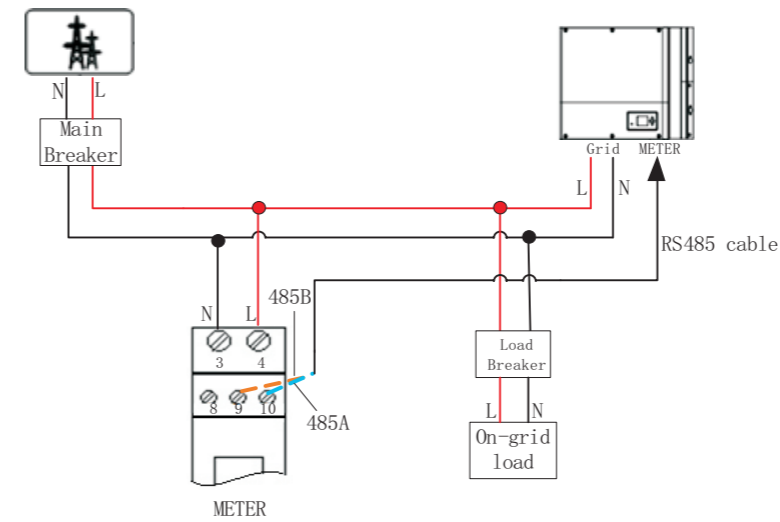 N L
Main
Breaker
Grid METER
L N
RS485 cable
485B
N L
3 4
8 9 10
485A
Load
Breaker
L N
On-grid
load
METER